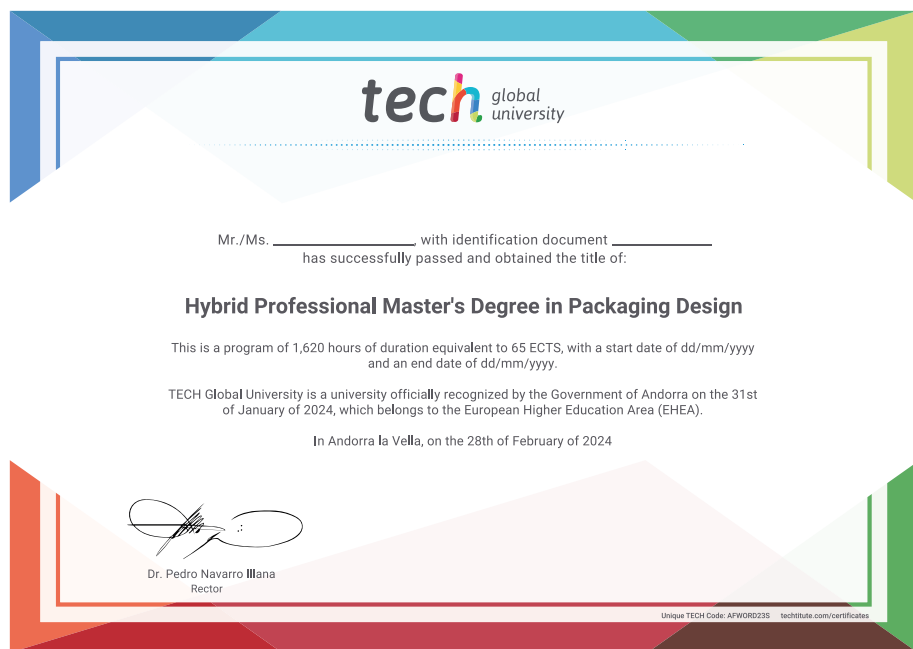 tech global university
Mr./Ms. ____________________, with identification document ______________
has successfully passed and obtained the title of:
Hybrid Professional Master's Degree in Packaging Design
This is a program of 1,620 hours of duration equivalent to 65 ECTS, with a start date of dd/mm/yyyy
and an end date of dd/mm/yyyy.
TECH Global University is a university officially recognized by the Government of Andorra on the 31st
of January of 2024, which belongs to the European Higher Education Area (EHEA).
In Andorra la Vella, on the 28th of February of 2024
Dr. Pedro Navarro Illana
Rector
Unique TECH Code: AFWORD23S techtitute.com/certificates